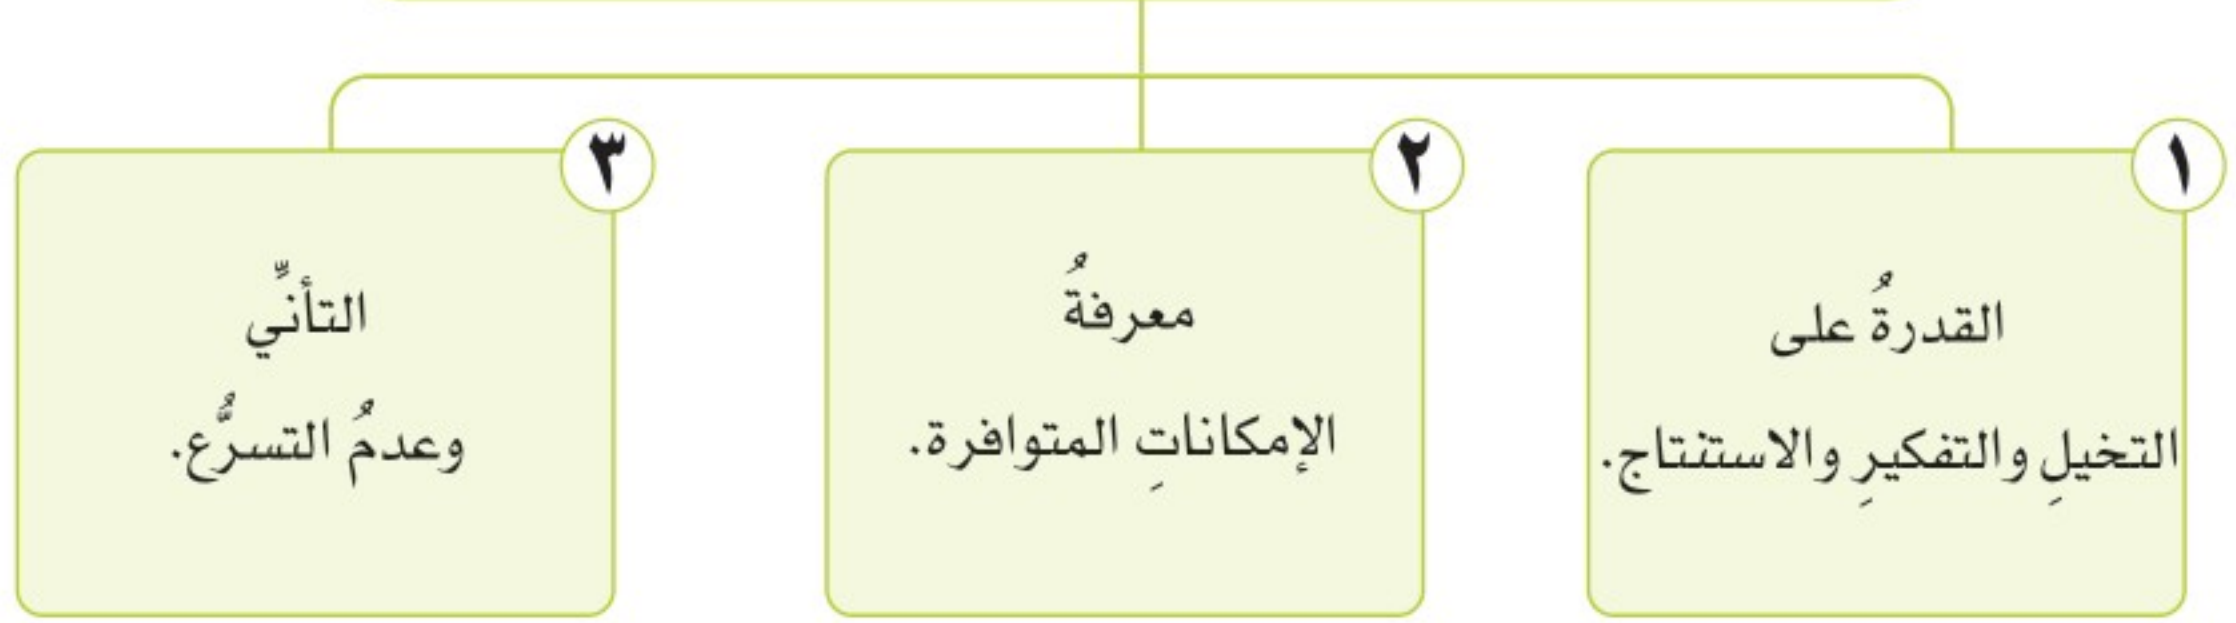 ١
القدرةُ على
التخيلِ والتفكيرِ والاستنتاج.
٢
معرفةُ
الإمكاناتِ المتوافرة.
٣
التأنِّي
وعدمُ التسرُّع.